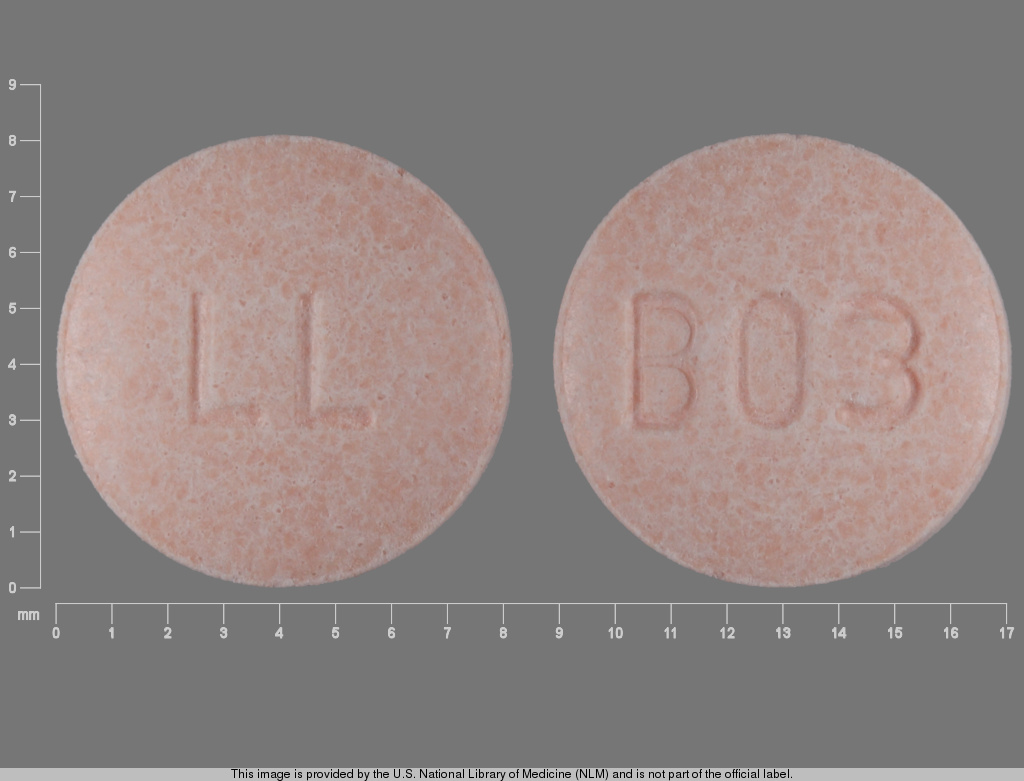 9
8
7
6
5
4
3
2
1
0
mm
LL
B03
0 1 2 3 4 5 6 7 8 9 10 11 12 13 14 15 16 17
This image is provided by the U.S. National Library of Medicine (NLM) and is not part of the official label.